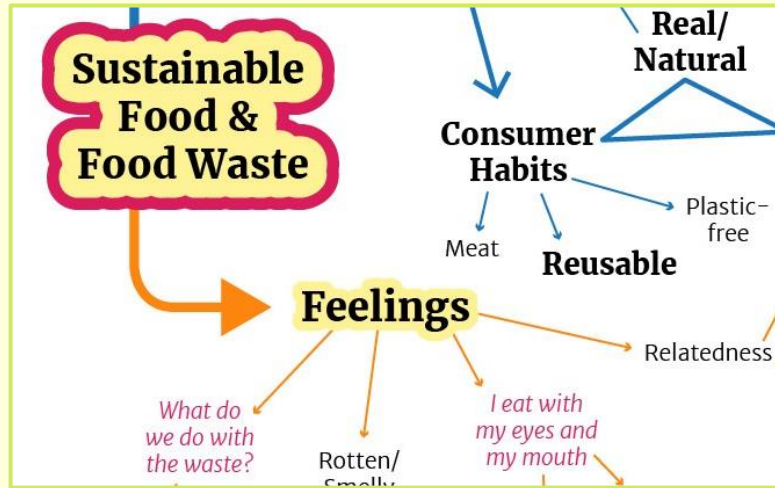 Sustainable
Food &
Food Waste
Real/
Natural
Consumer
Habits
Meat
Reusable
Plastic-
free
Feelings
Relatedness
What do
we do with
the waste?
Rotten/
Smelly
I eat with
my eyes and
my mouth